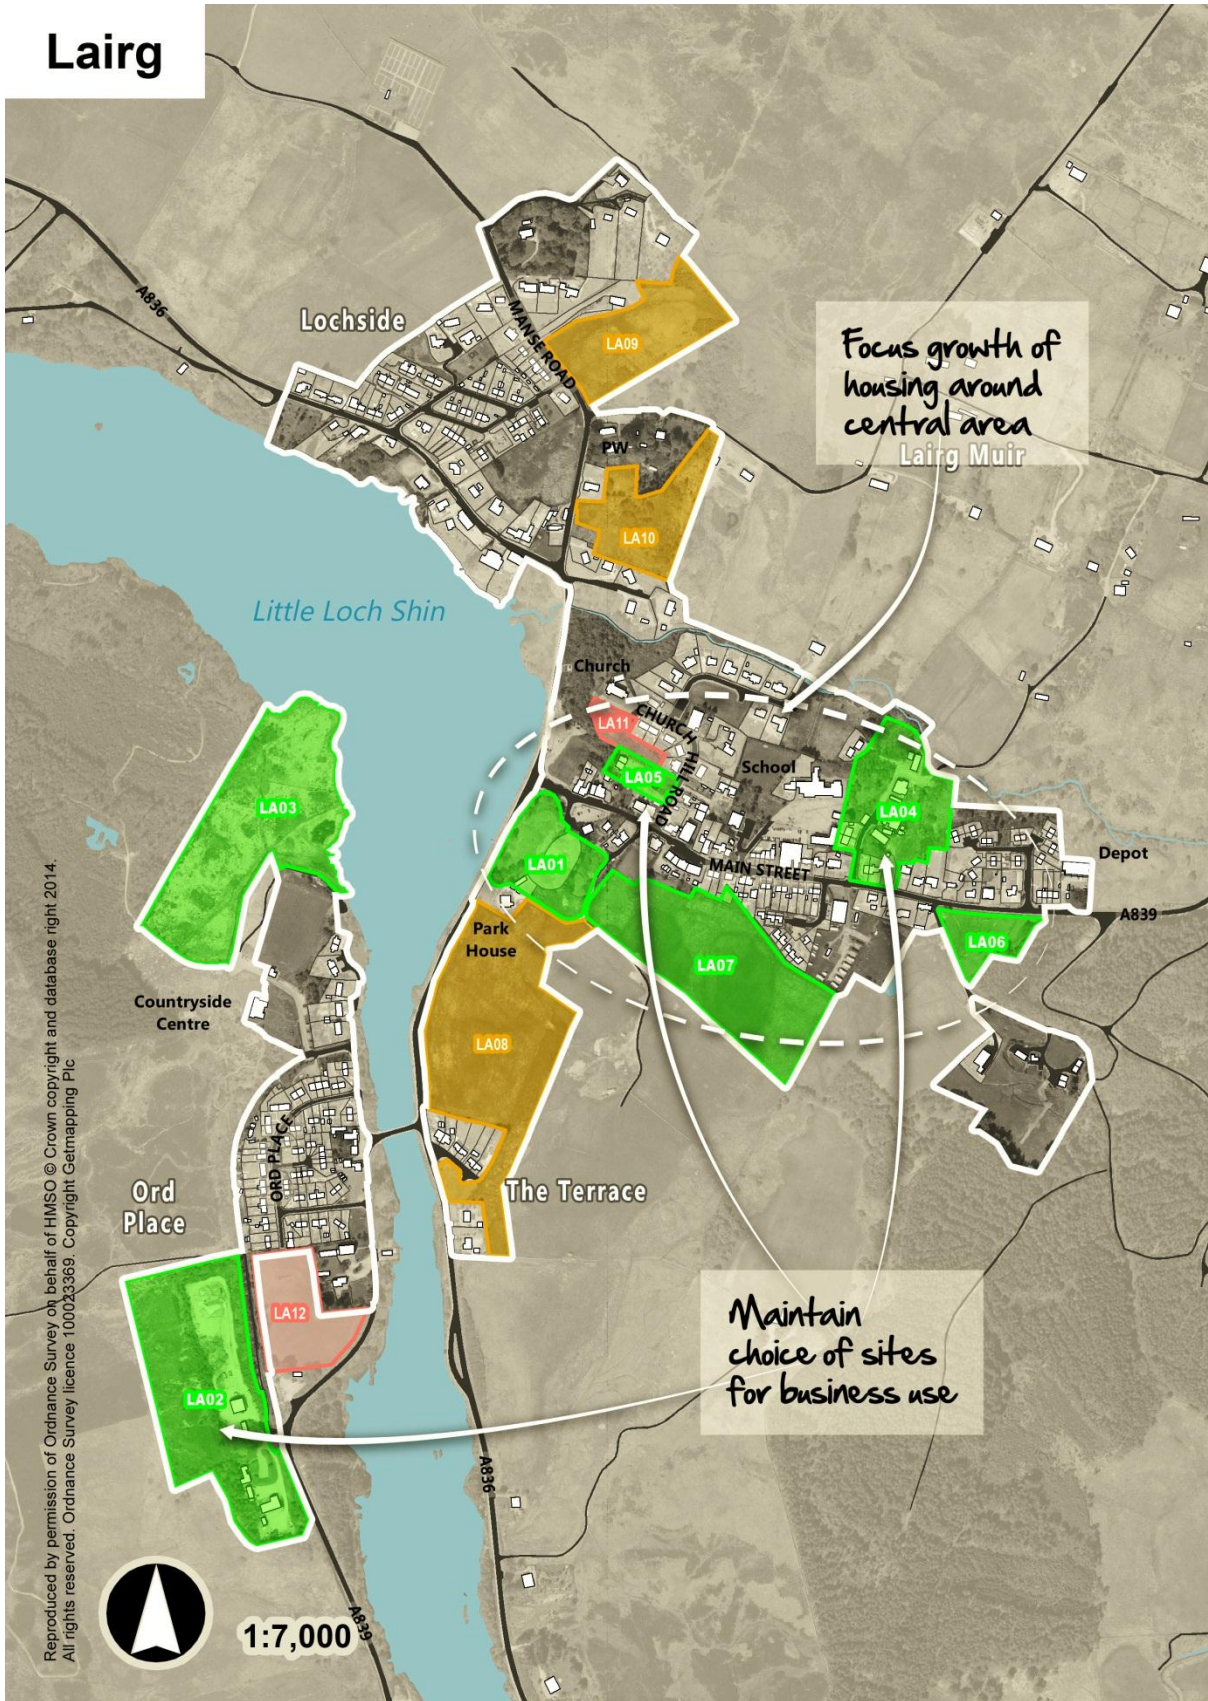 Lairg
A836
Lochside
MANSE ROAD
LA09
Focus growth of
housing around
central area
Lairg Muir
PW
LA10
Little Loch Shin
Church
LA11
CHURCH HILL ROAD
School
LA05
LA03
LA04
LA01
MAIN STREET
Depot
A839
Park
House
LA06
LA07
Countryside
Centre
LA08
ORD PLACE
Ord
Place
The Terrace
LA12
Maintain
choice of sites
for business use
LA02
A836
A839
1:7,000
Reproduced by permission of Ordnance Survey on behalf of HMSO © Crown copyright and database right 2014.
All rights reserved. Ordnance Survey licence 100023369. Copyright Getmapping Plc